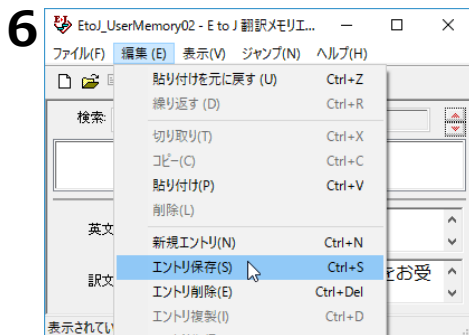 6
EtoJ_UserMemory02 - E to J 翻訳メモリエ...
ファイル(F) 編集 (E) 表示(V) ジャンプ(N) ヘルプ(H)
貼り付けを元に戻す (U) Ctrl+Z
繰り返す (D) Ctrl+R
検索:
切り取り(T) Ctrl+X
コピー(C) Ctrl+C
貼り付け(P) Ctrl+V
削除(L)
英文
新規エントリ(N) Ctrl+N
エントリ保存(S) Ctrl+S
訳文 をお受
エントリ削除(E) Ctrl+Del
エントリ複製(I) Ctrl+D
表示されてい